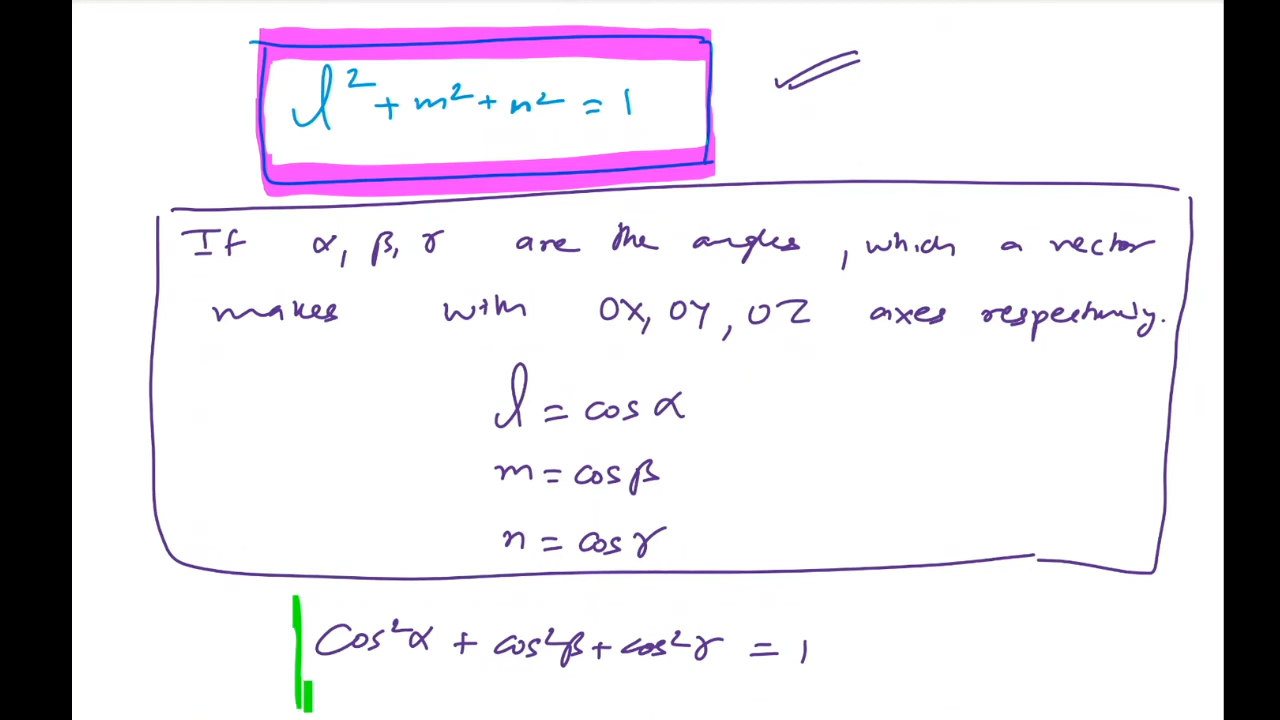 l² + m² + n² = 1
If α, β, γ are the angles, which a vector
makes with OX, OY, OZ axes respectively.
l = cos α
m = cos β
n = cos γ
Cos²α + cos²β + cos²γ = 1